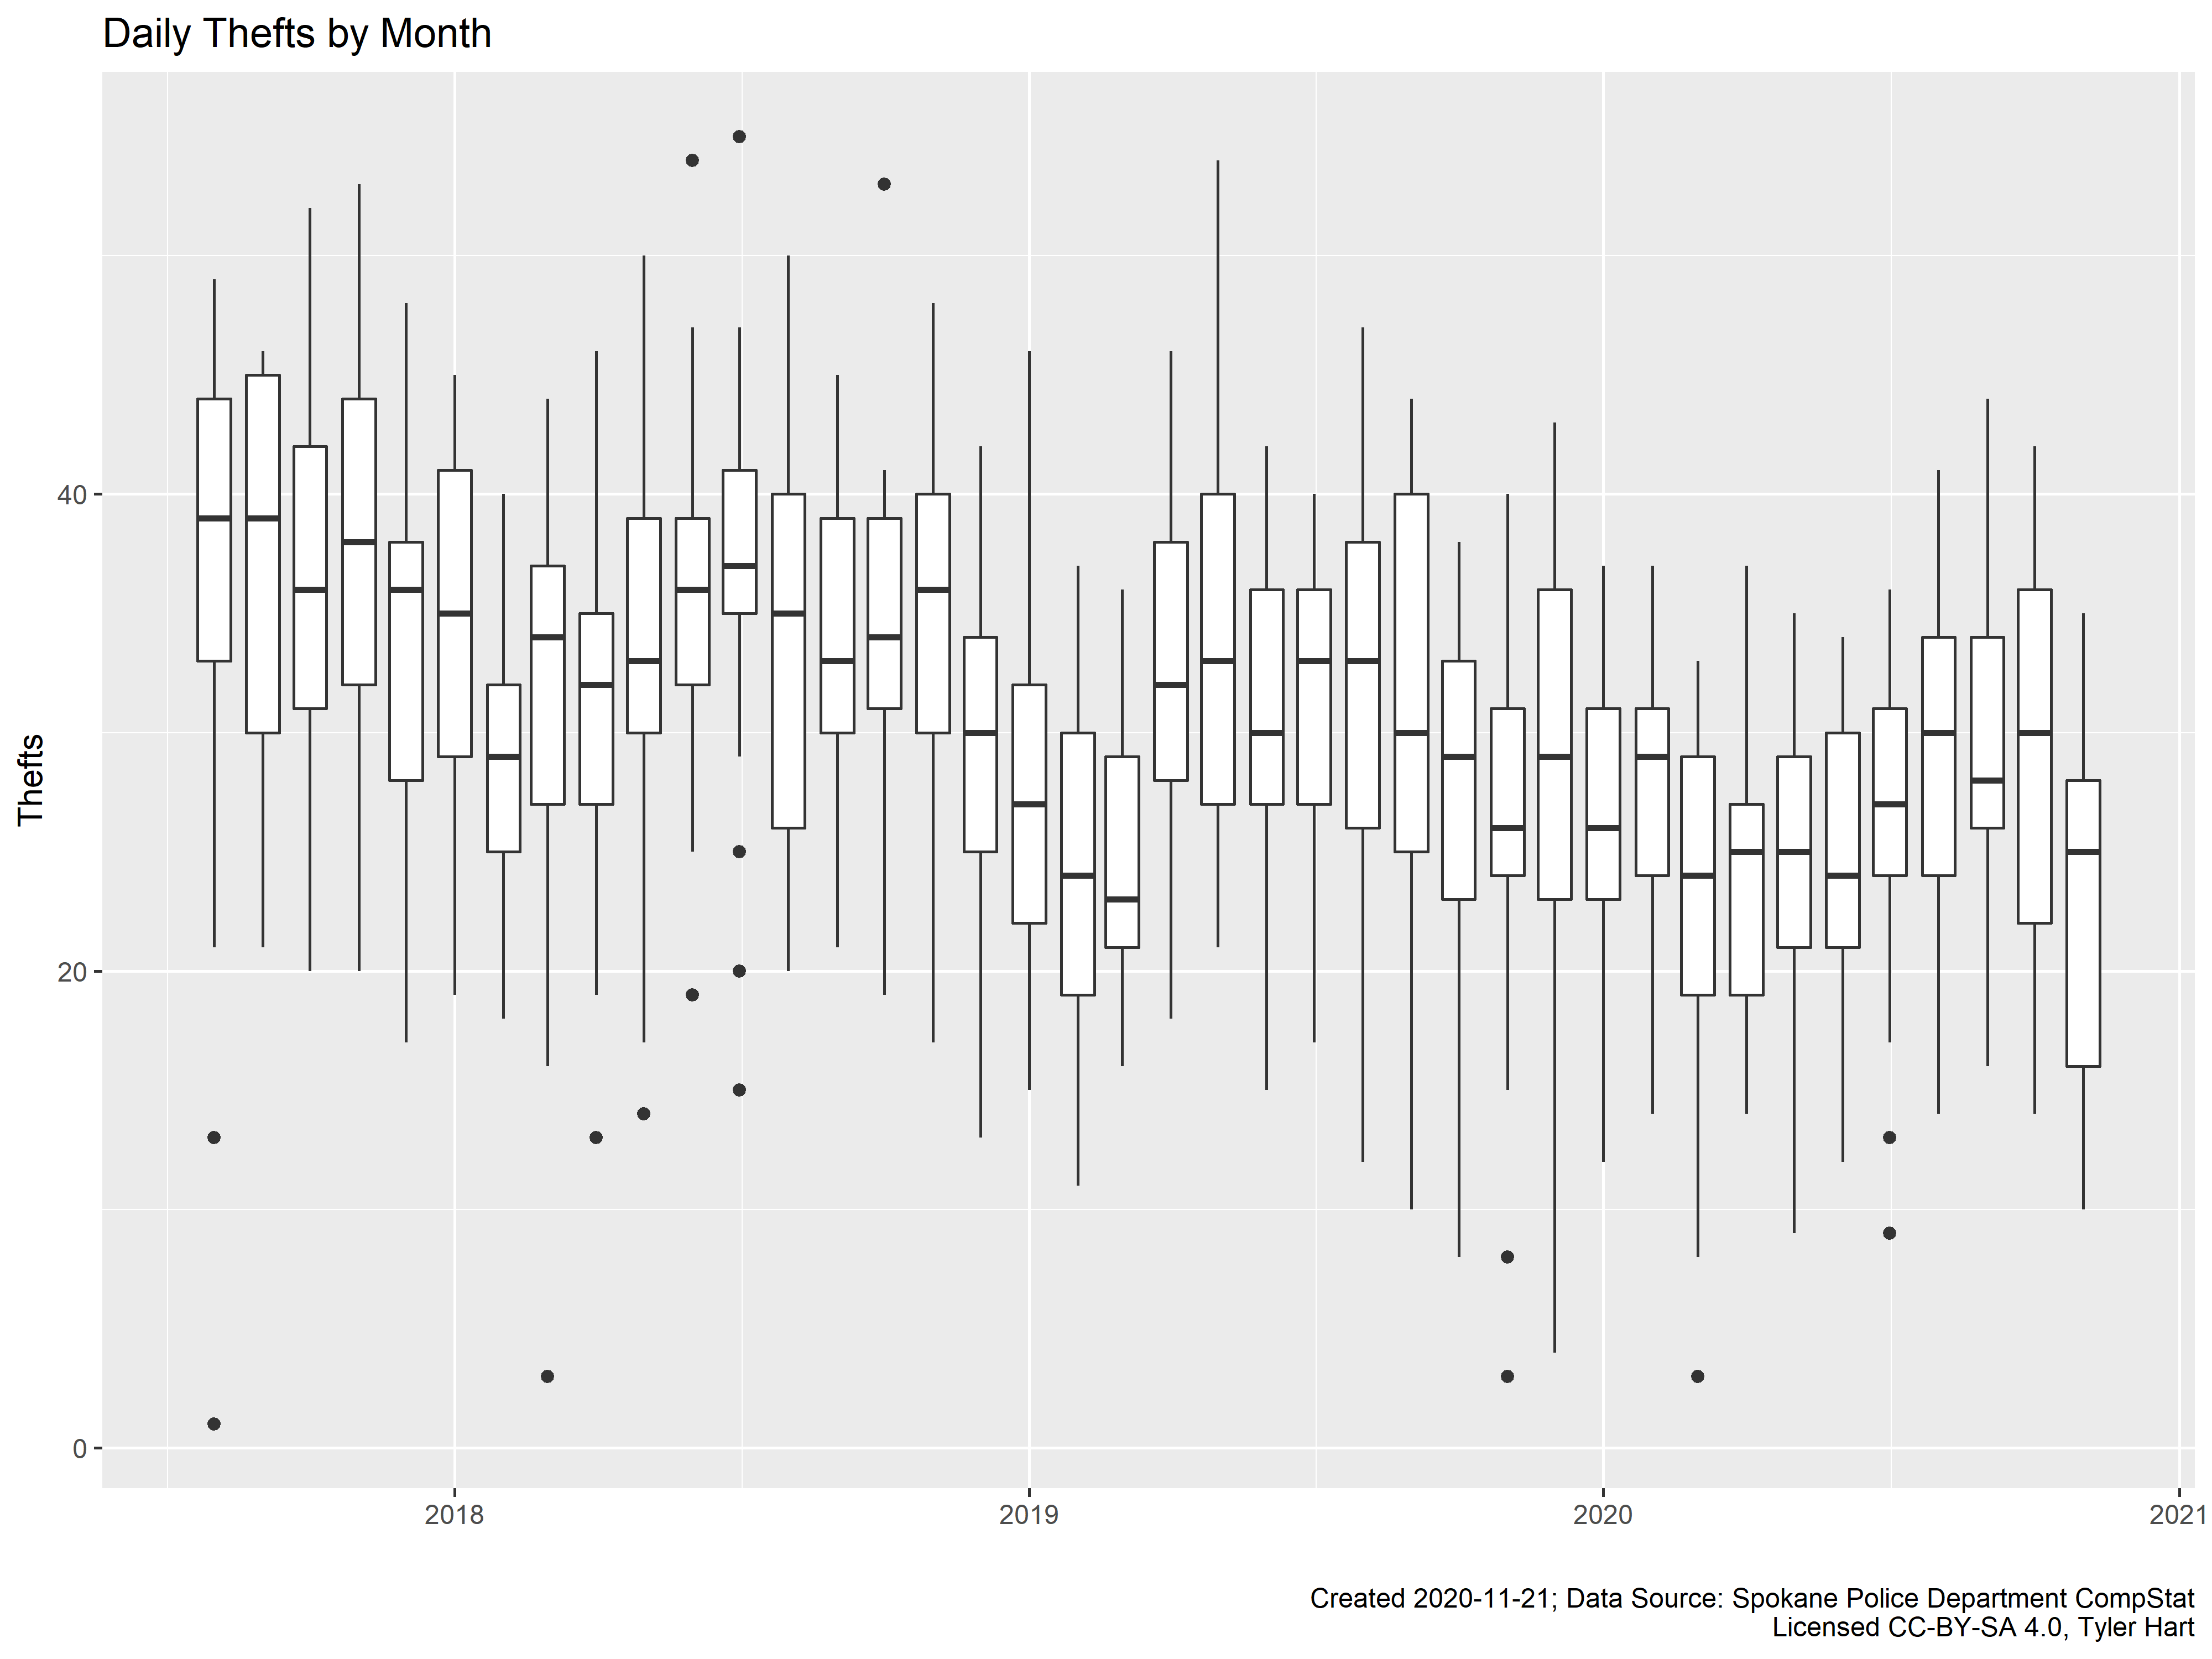 Daily Thefts by Month
Thefts
40
20
0
2018
2019
2020
2021
Created 2020-11-21; Data Source: Spokane Police Department CompStat
Licensed CC-BY-SA 4.0, Tyler Hart